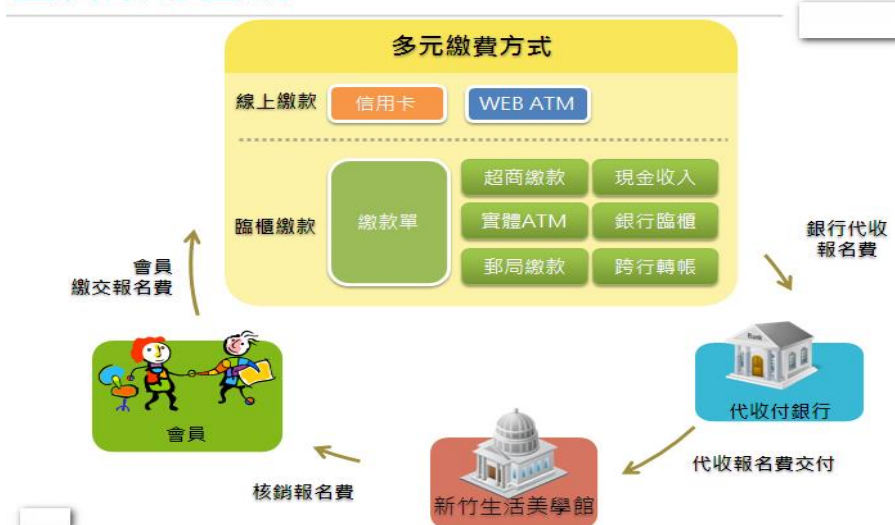 多元繳費方式
線上繳款
信用卡
WEB ATM
臨櫃繳款
繳款單
超商繳款
現金收入
實體ATM
銀行臨櫃
郵局繳款
跨行轉帳
會員
繳交報名費
銀行代收
報名費
Bank
代收付銀行
會員
代收報名費交付
核銷報名費
新竹生活美學館